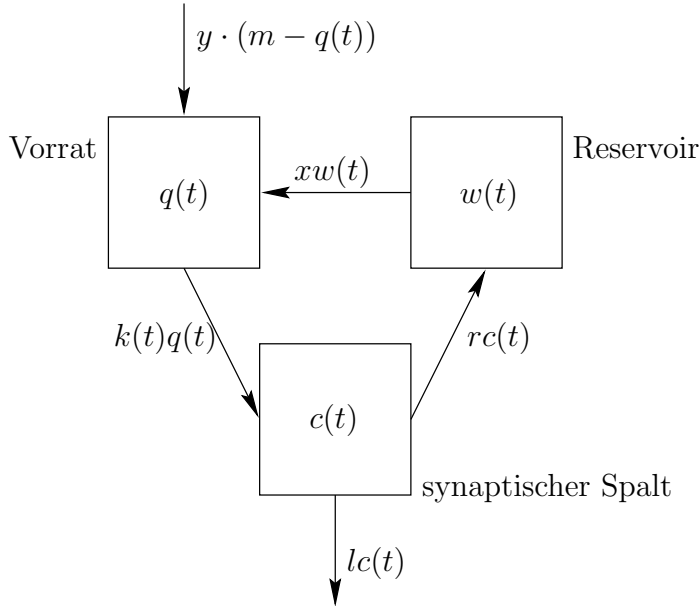 y · (m − q(t))
Vorrat
Reservoir
xw(t)
q(t)
w(t)
k(t)q(t)
rc(t)
c(t)
synaptischer Spalt
lc(t)